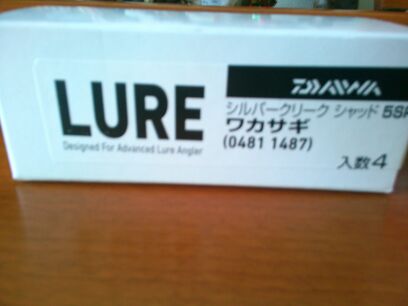 LURE
Designed For Advanced Lure Angler
DAIWA
シルバークリーク シャッド 5SP
ワカサギ
(0481 1487)
入数 4